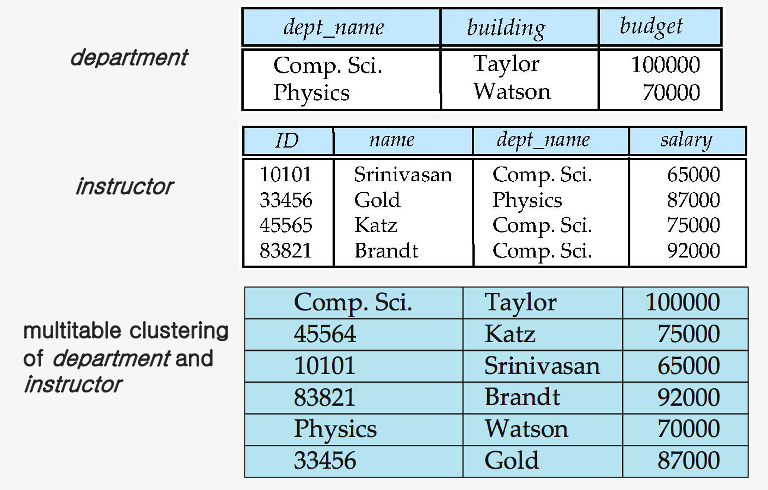 department
dept_name building budget
Comp. Sci. Taylor 100000
Physics Watson 70000
instructor
ID name dept_name salary
10101 Srinivasan Comp. Sci. 65000
33456 Gold Physics 87000
45565 Katz Comp. Sci. 75000
83821 Brandt Comp. Sci. 92000
multitable clustering
of department and
instructor
Comp. Sci. Taylor 100000
45564 Katz 75000
10101 Srinivasan 65000
83821 Brandt 92000
Physics Watson 70000
33456 Gold 87000